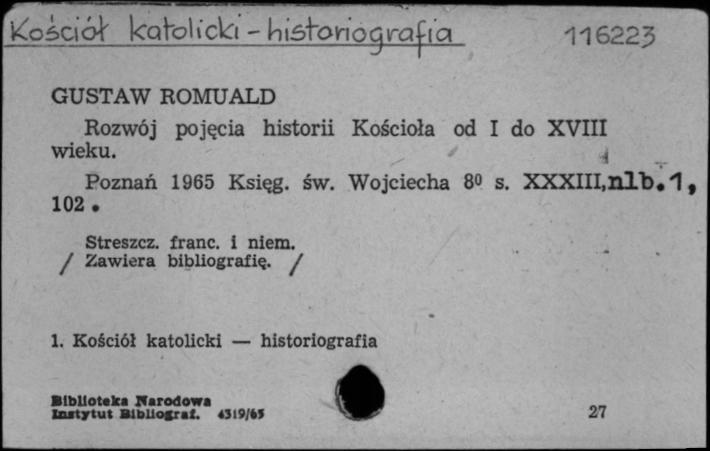 Kościół katolicki - historiografia 116223
GUSTAW ROMUALD
Rozwój pojęcia historii Kościoła od I do XVIII
wieku.
Poznań 1965 Księg. św. Wojciecha 8⁰ s. XXXIII,nlb.1,
102.
Streszcz. franc. i niem.
/ Zawiera bibliografię. /
1. Kościół katolicki — historiografia
Biblioteka Narodowa
Instytut Bibliograf. 4319/65 27